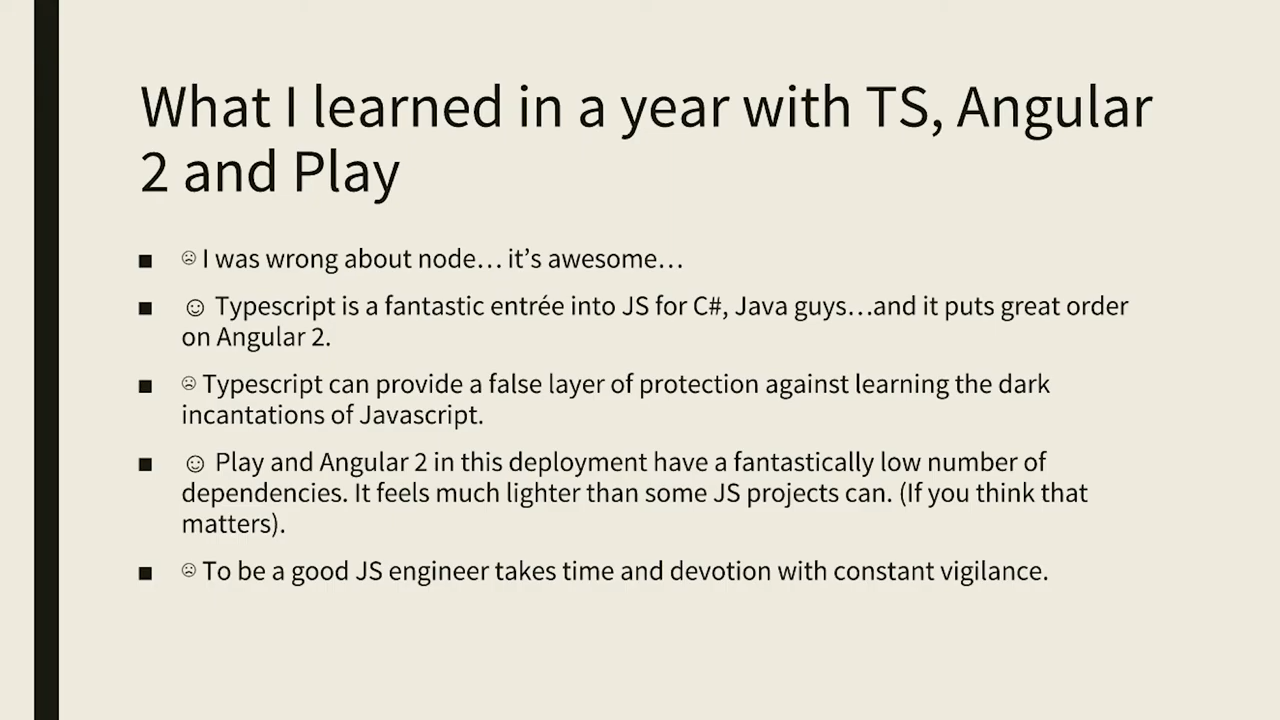 What I learned in a year with TS, Angular
2 and Play
■ ☹ I was wrong about node… it’s awesome…
■ ☺ Typescript is a fantastic entrée into JS for C#, Java guys…and it puts great order
on Angular 2.
■ ☹ Typescript can provide a false layer of protection against learning the dark
incantations of Javascript.
■ ☺ Play and Angular 2 in this deployment have a fantastically low number of
dependencies. It feels much lighter than some JS projects can. (If you think that
matters).
■ ☹ To be a good JS engineer takes time and devotion with constant vigilance.